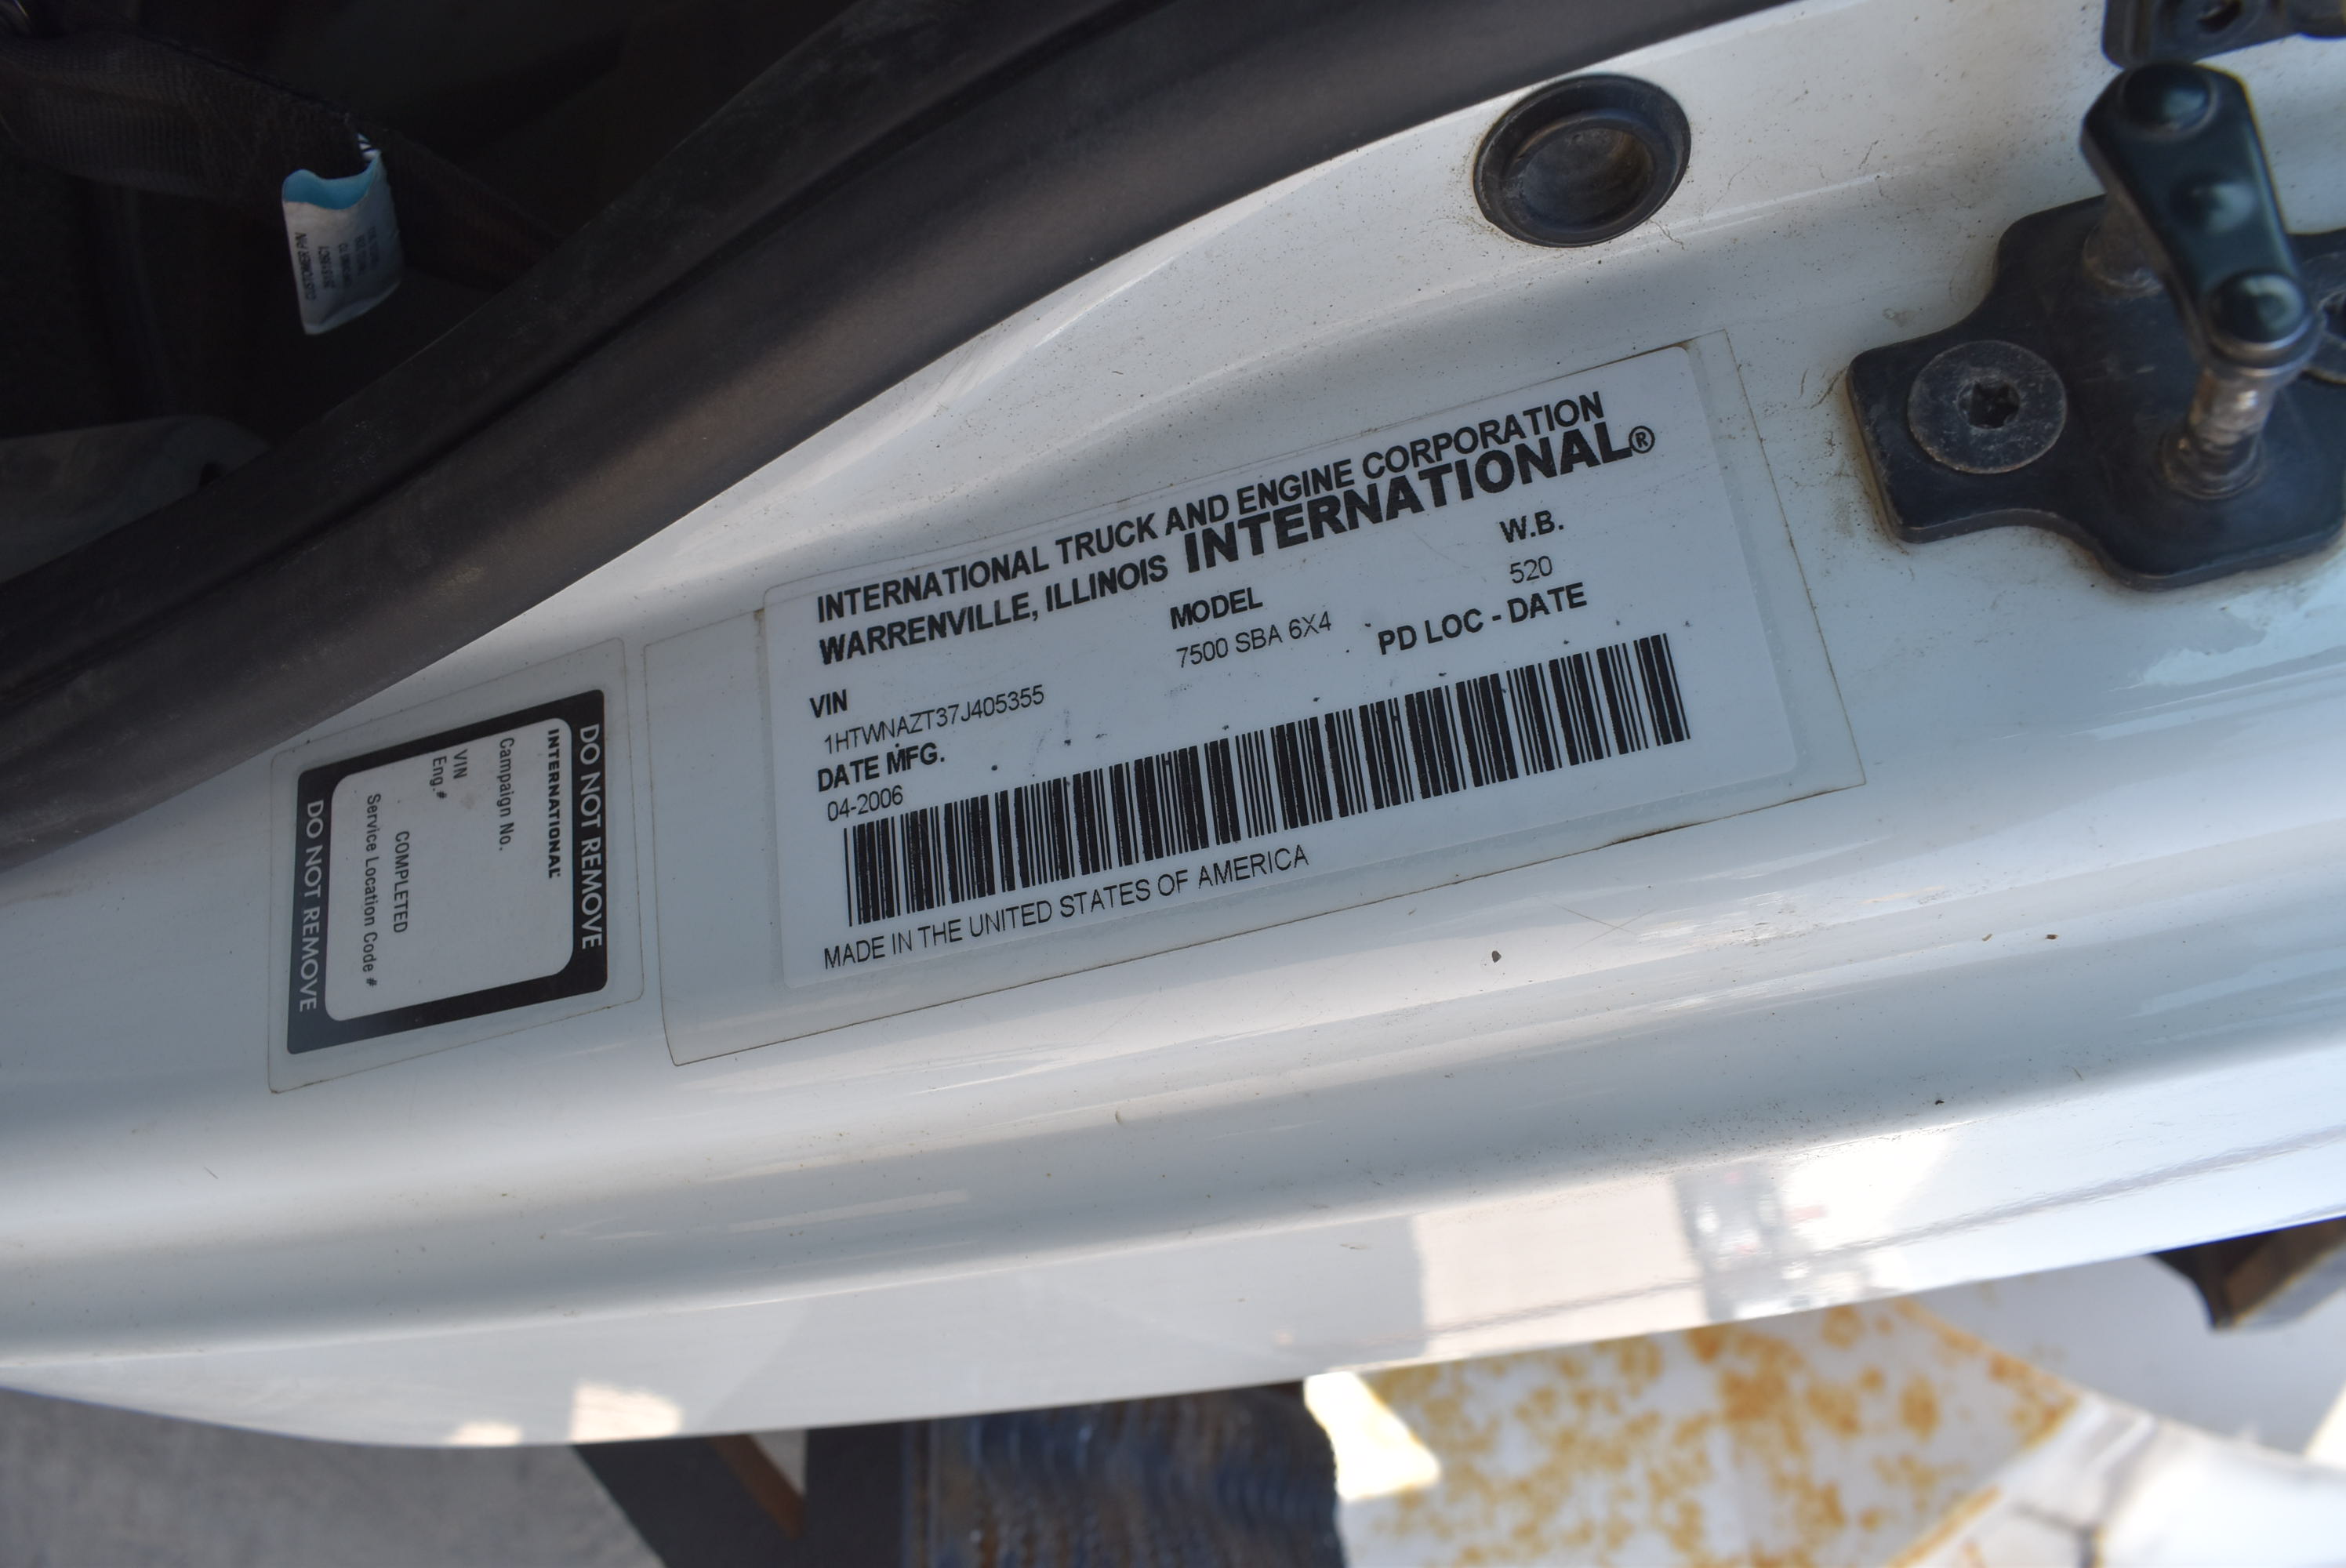 INTERNATIONAL TRUCK AND ENGINE CORPORATION
WARRENVILLE, ILLINOIS INTERNATIONAL®
MODEL
W.B.
7500 SBA 6X4
520
VIN
PD LOC - DATE
1HTWNAZT37J405355
DATE MFG.
04-2006
MADE IN THE UNITED STATES OF AMERICA
DO NOT REMOVE
INTERNATIONAL
Campaign No.
VIN
Eng.#
COMPLETED
Service Location Code #
DO NOT REMOVE
CUSTOMER P/N